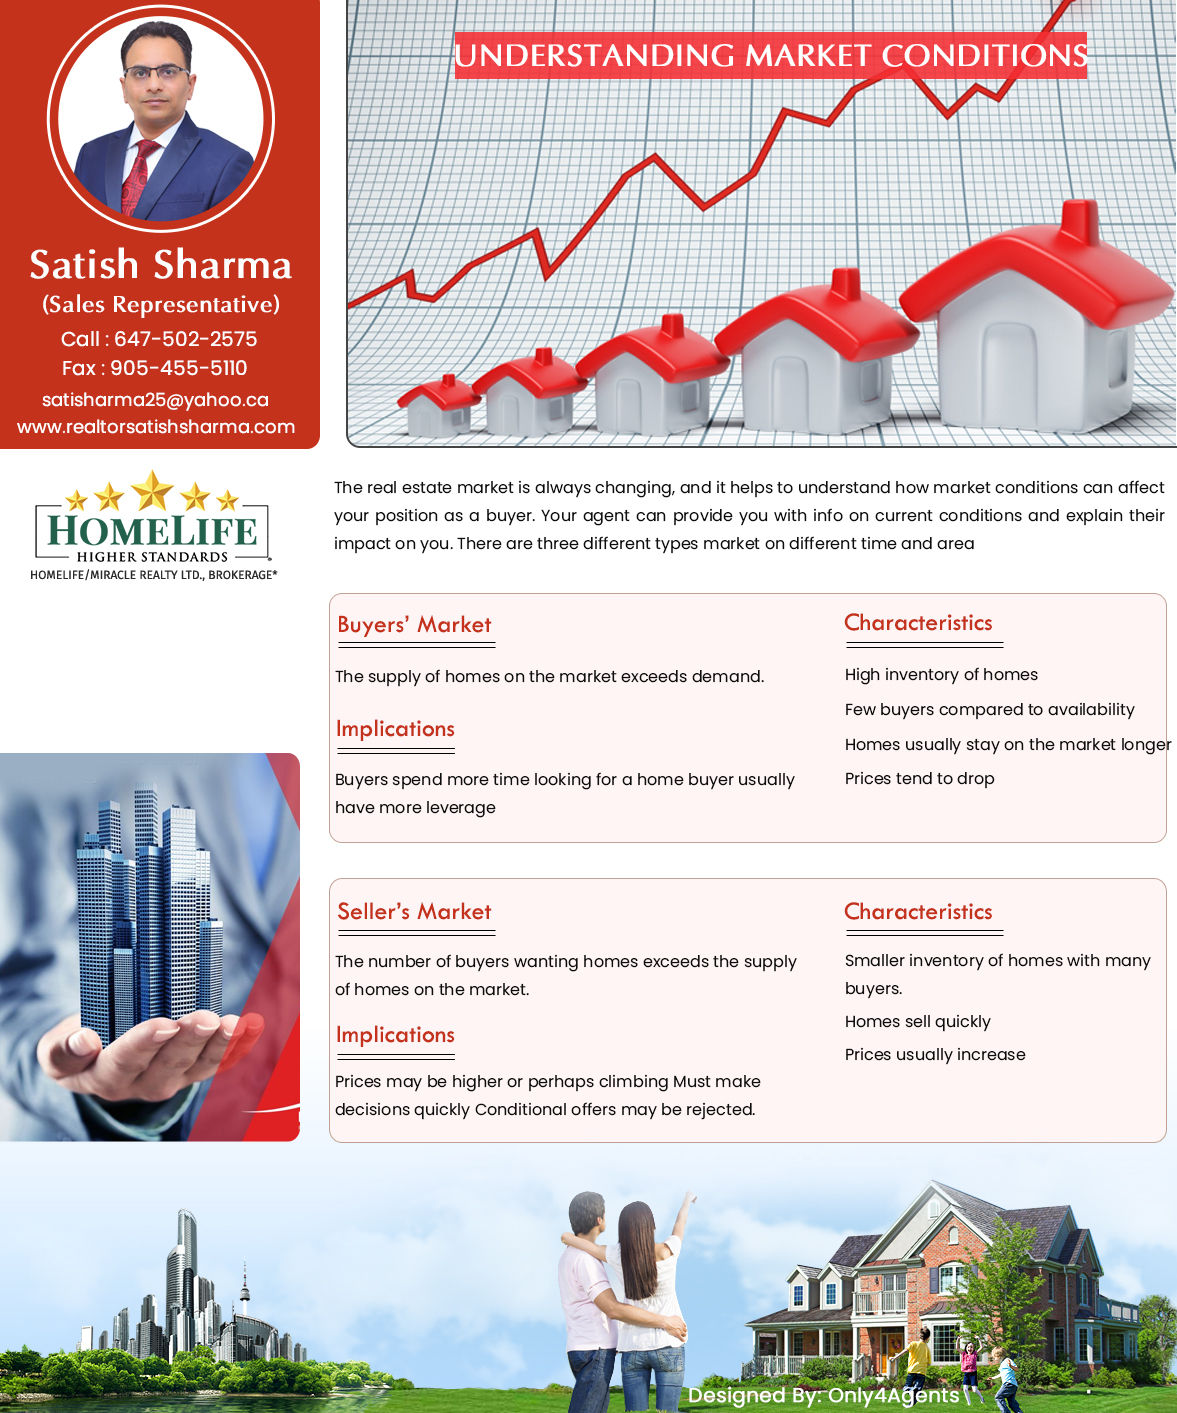 UNDERSTANDING MARKET CONDITIONS
Satish Sharma
(Sales Representative)
Call : 647-502-2575
Fax : 905-455-5110
satisharma25@yahoo.ca
www.realtorsatishsharma.com
HOMELIFE
HIGHER STANDARDS
HOMELIFE/MIRACLE REALTY LTD., BROKERAGE*
The real estate market is always changing, and it helps to understand how market conditions can affect
your position as a buyer. Your agent can provide you with info on current conditions and explain their
impact on you. There are three different types market on different time and area
Buyers’ Market
The supply of homes on the market exceeds demand.
Implications
Buyers spend more time looking for a home buyer usually
have more leverage
Characteristics
High inventory of homes
Few buyers compared to availability
Homes usually stay on the market longer
Prices tend to drop
Seller’s Market
The number of buyers wanting homes exceeds the supply
of homes on the market.
Implications
Prices may be higher or perhaps climbing Must make
decisions quickly Conditional offers may be rejected.
Characteristics
Smaller inventory of homes with many
buyers.
Homes sell quickly
Prices usually increase
Designed By: Only4Agents